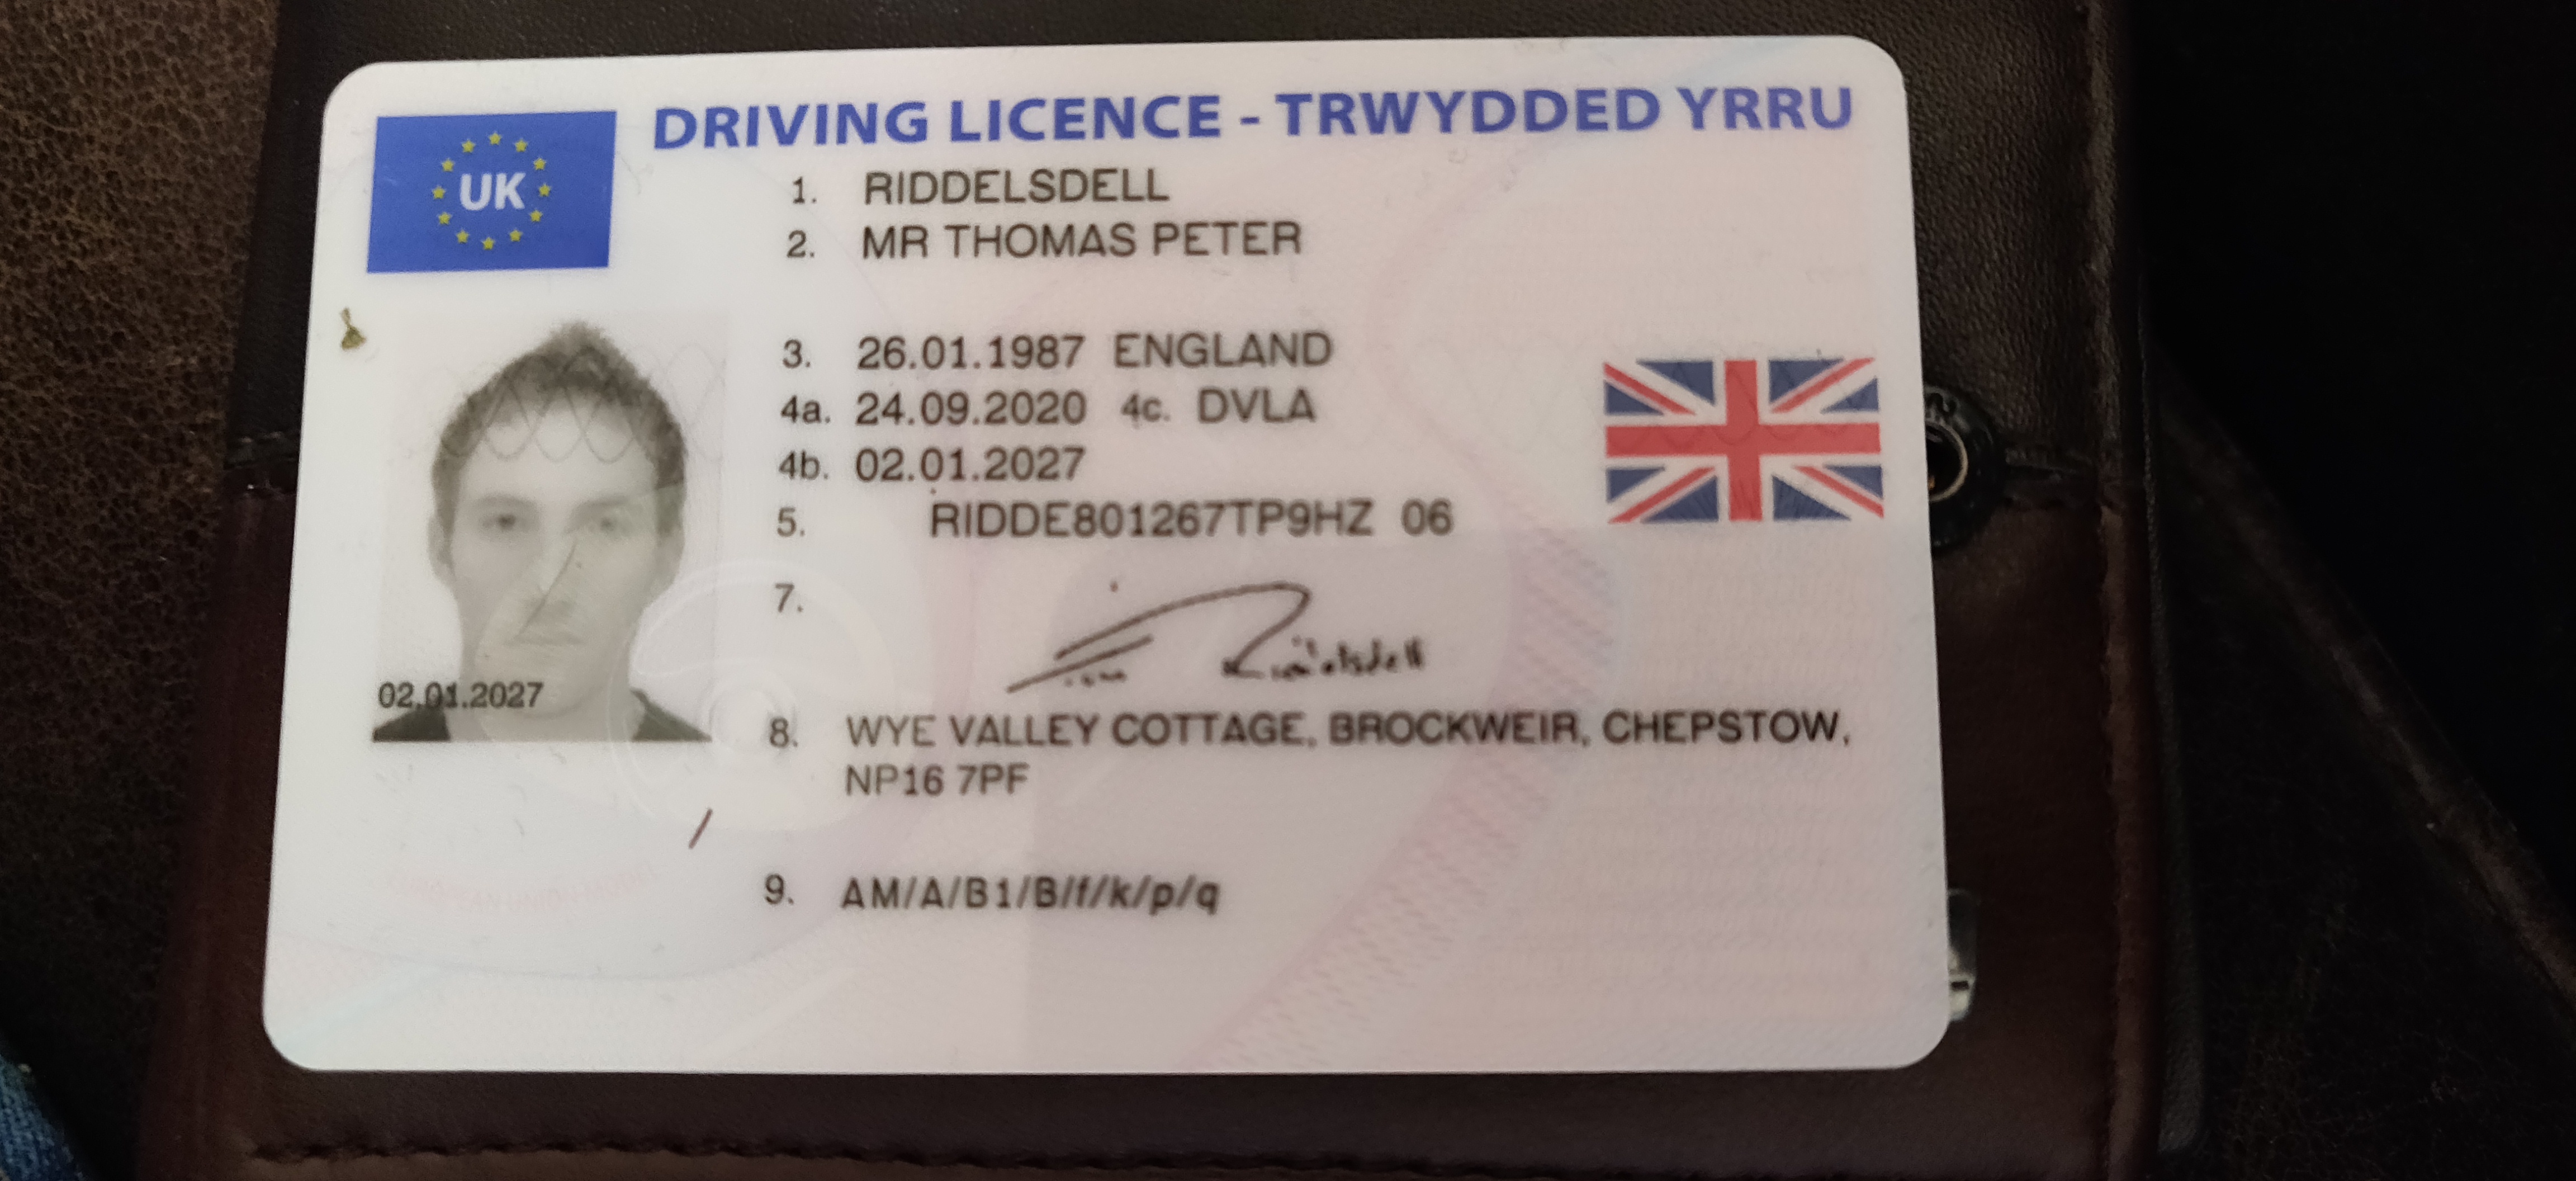 DRIVING LICENCE - TRWYDDED YRRU
UK
1. RIDDELSDELL
2. MR THOMAS PETER
3. 26.01.1987 ENGLAND
4a. 24.09.2020 4c. DVLA
4b. 02.01.2027
5. RIDDE801267TP9HZ 06
7. Tom Riddelsdell
02.01.2027
8. WYE VALLEY COTTAGE, BROCKWEIR, CHEPSTOW,
NP16 7PF
9. AM/A/B1/B/f/k/p/q